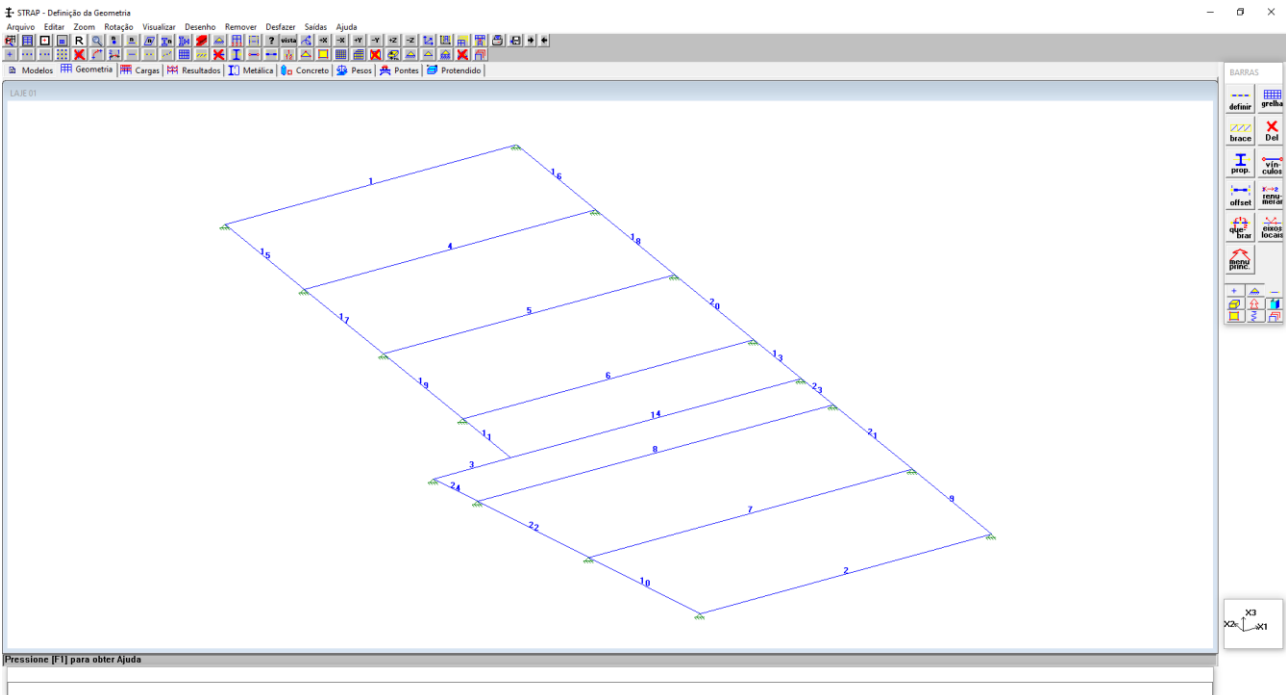 STRAP - Definição da Geometria
Arquivo Editar Zoom Rotação Visualizar Desenho Remover Desfazer Saídas Ajuda
Modelos Geometria Cargas Resultados Metálica Concreto Pesos Pontes Protendido
BARRAS
LAJE 01
definir grelha
brace Del
prop. vín-culos
offset renu-merar
que-brar eixos locais
menu princ.
1
16
4
18
15
5
20
17
6
13
19
14
23
11
8
21
3
24
7
9
22
2
10
X3
X2 X1
Pressione [F1] para obter Ajuda